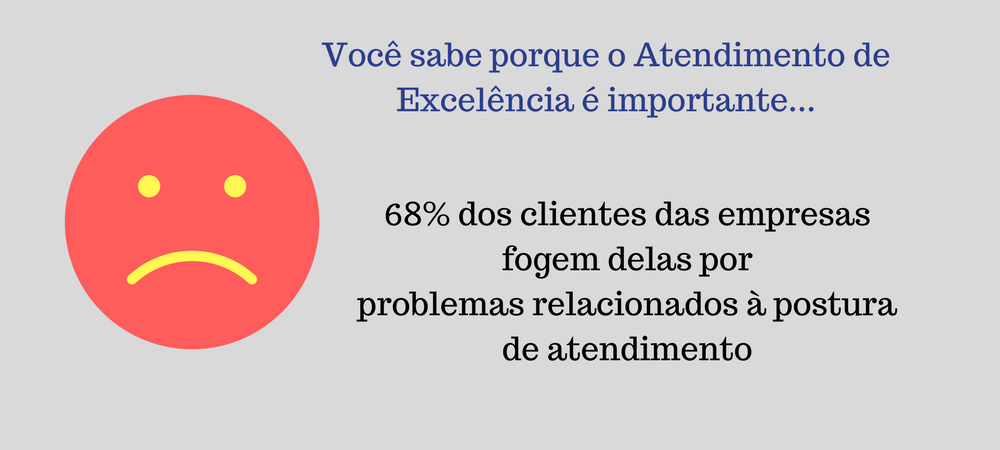 Você sabe porque o Atendimento de
Excelência é importante...
68% dos clientes das empresas
fogem delas por
problemas relacionados à postura
de atendimento